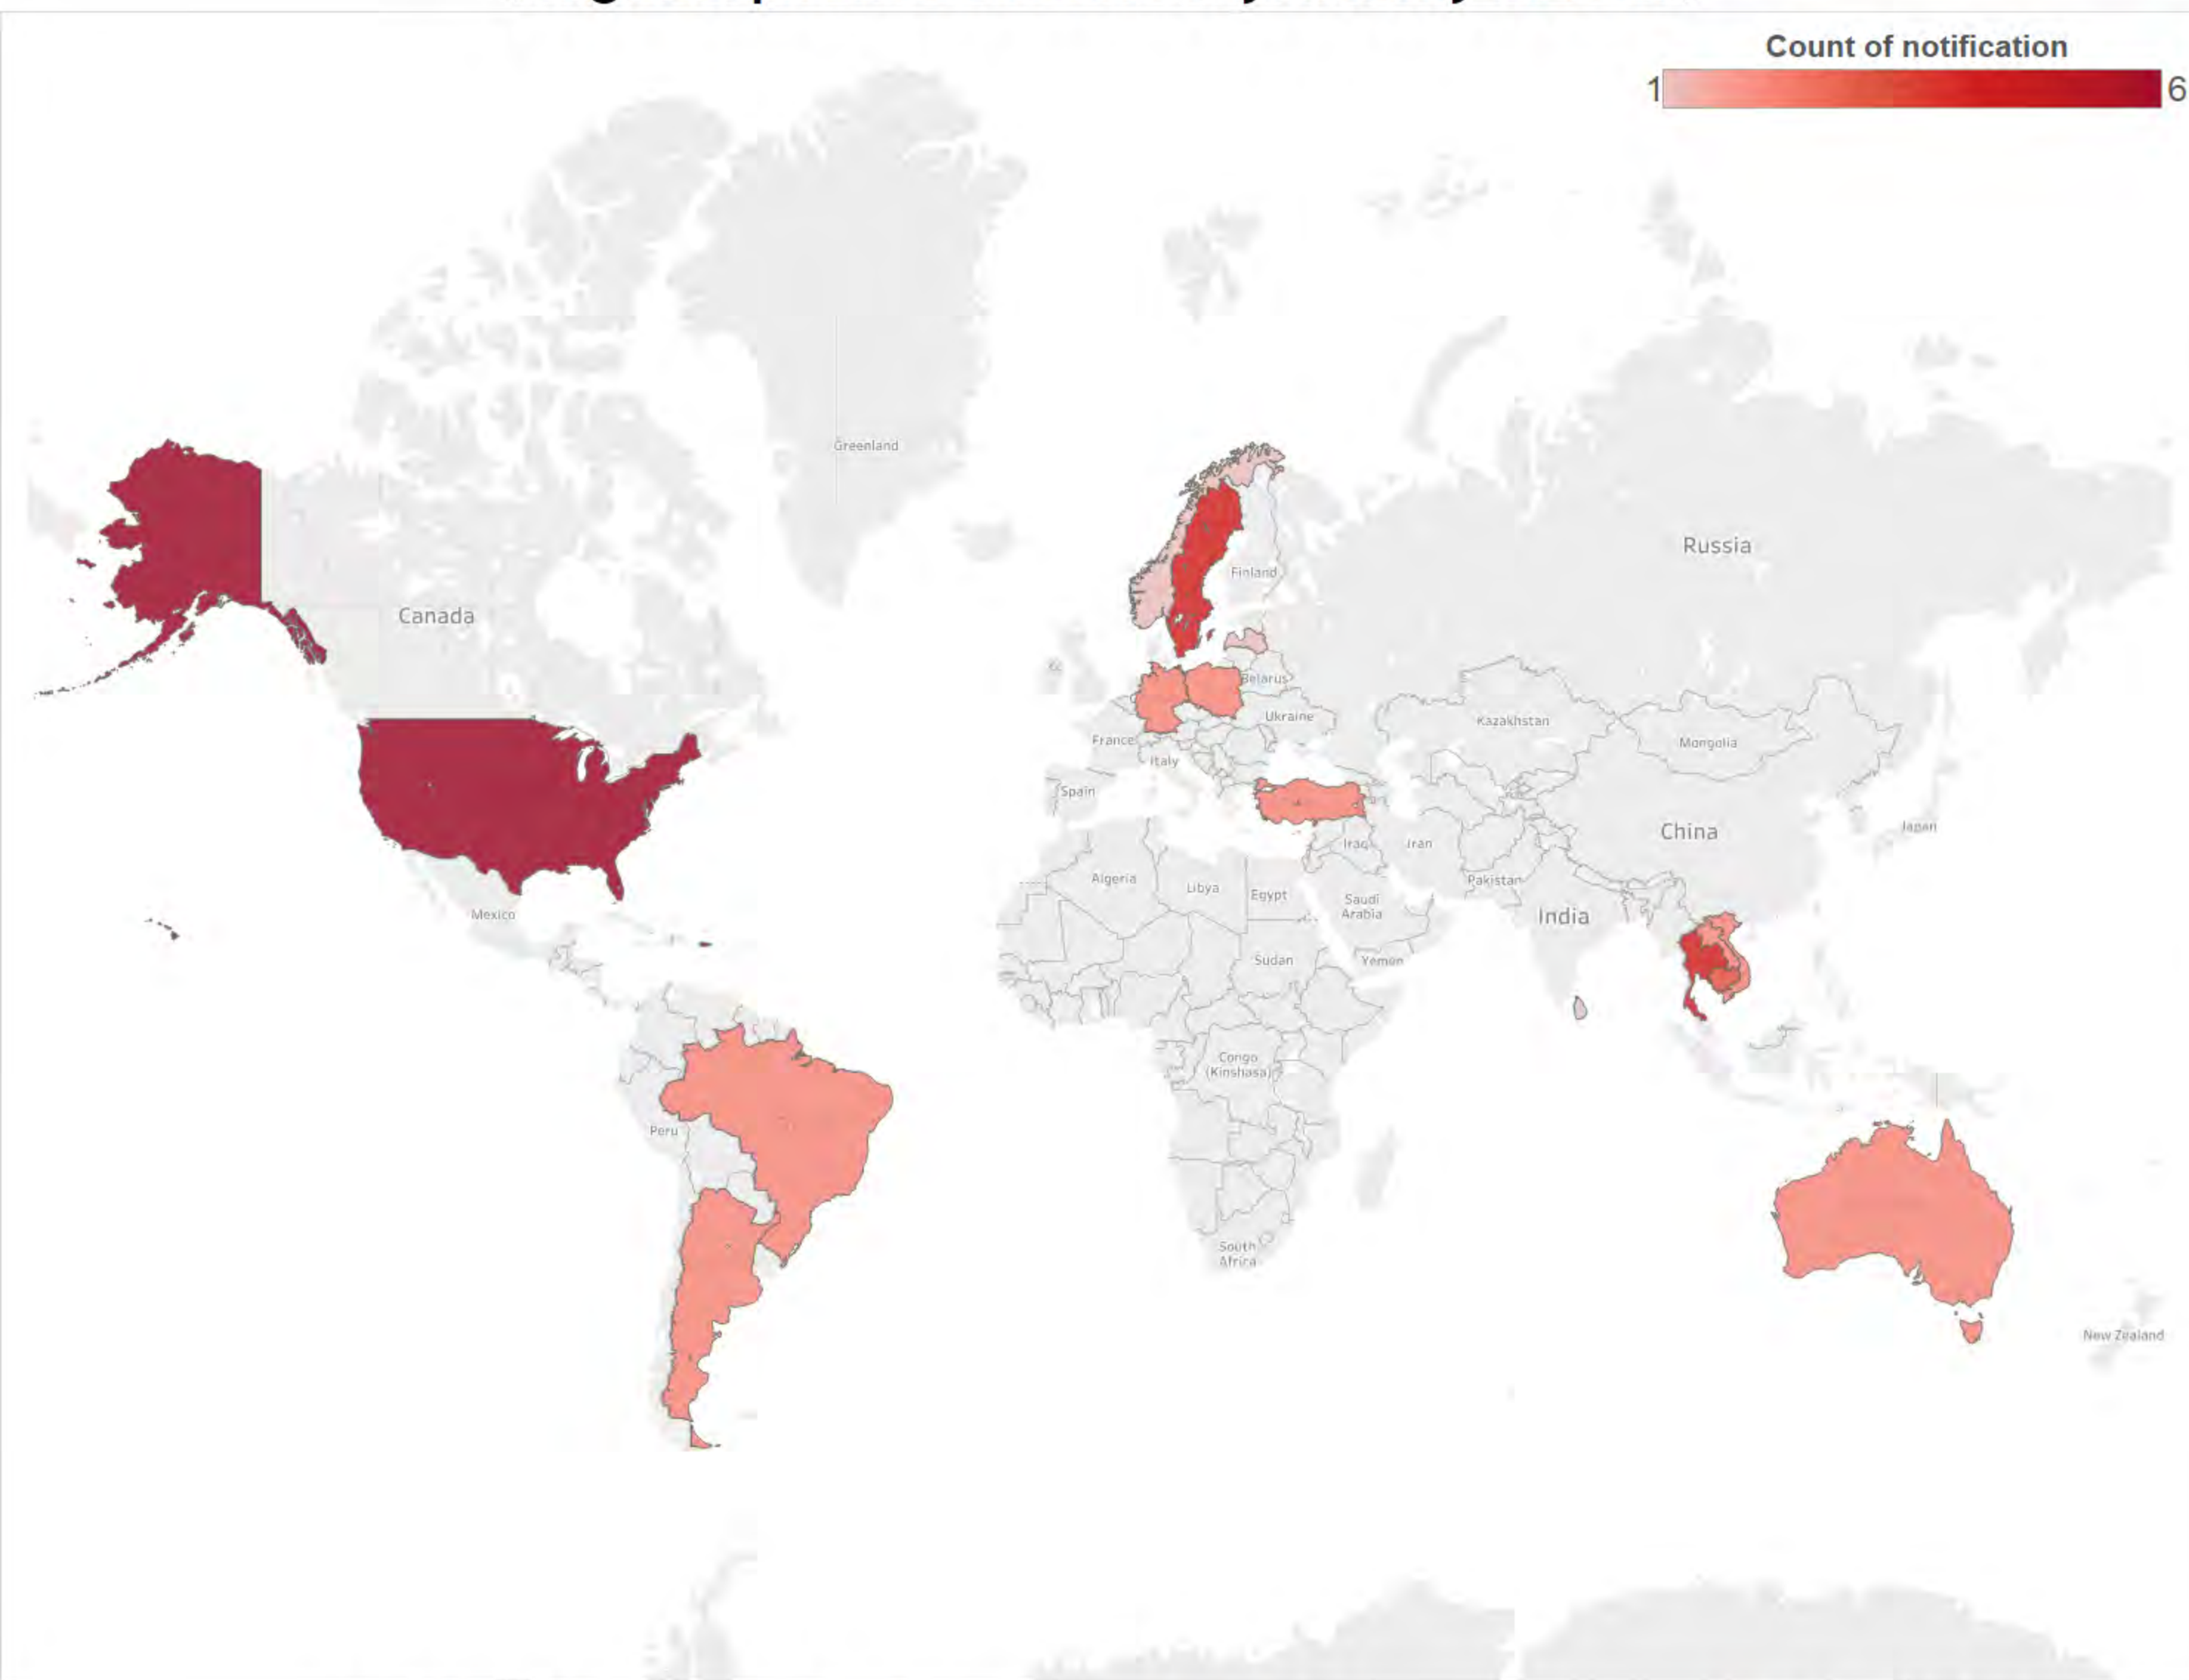 Count of notification
1 6
Greenland
Russia
Finland
Canada
Belarus
Ukraine
Kazakhstan
France
Mongolia
Italy
Spain
Japan
China
Iraq
Iran
Algeria
Pakistan
Libya
Egypt
Saudi
Arabia
India
Mexico
Sudan
Yemen
Congo
(Kinshasa)
Peru
South
Africa
New Zealand